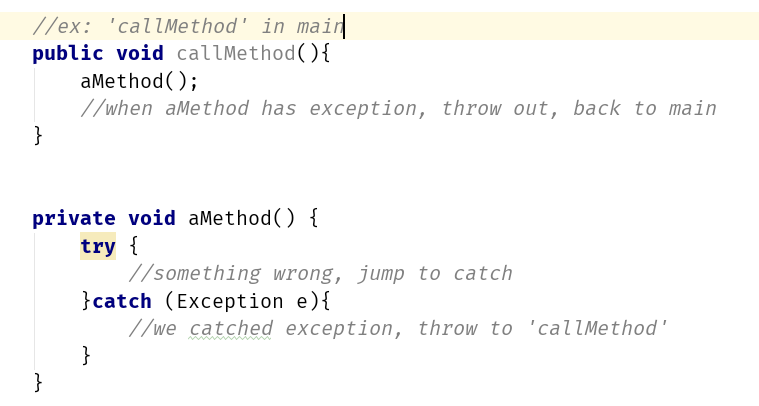 //ex: 'callMethod' in main
public void callMethod(){
aMethod();
//when aMethod has exception, throw out, back to main
}
private void aMethod() {
try {
//something wrong, jump to catch
}catch (Exception e){
//we catched exception, throw to 'callMethod'
}
}